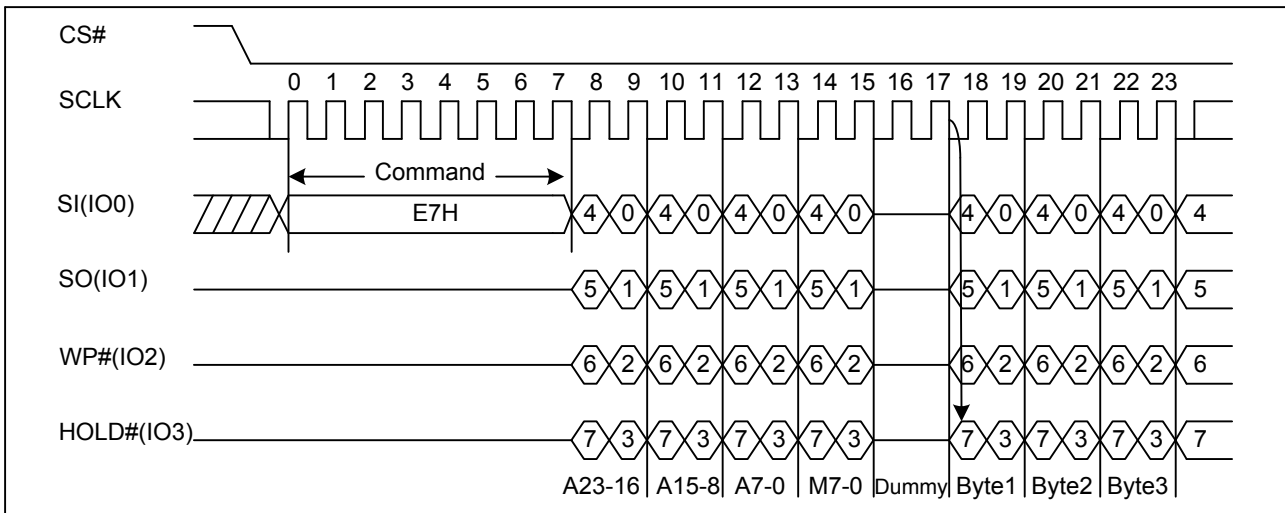 CS#
0 1 2 3 4 5 6 7 8 9 10 11 12 13 14 15 16 17 18 19 20 21 22 23
SCLK
Command
SI(IO0)
E7H
4 0 4 0 4 0 4 0 4 0 4 0 4 0 4
SO(IO1)
5 1 5 1 5 1 5 1 5 1 5 1 5 1 5
WP#(IO2)
6 2 6 2 6 2 6 2 6 2 6 2 6 2 6
HOLD#(IO3)
7 3 7 3 7 3 7 3 7 3 7 3 7 3 7
A23-16 A15-8 A7-0 M7-0 Dummy Byte1 Byte2 Byte3